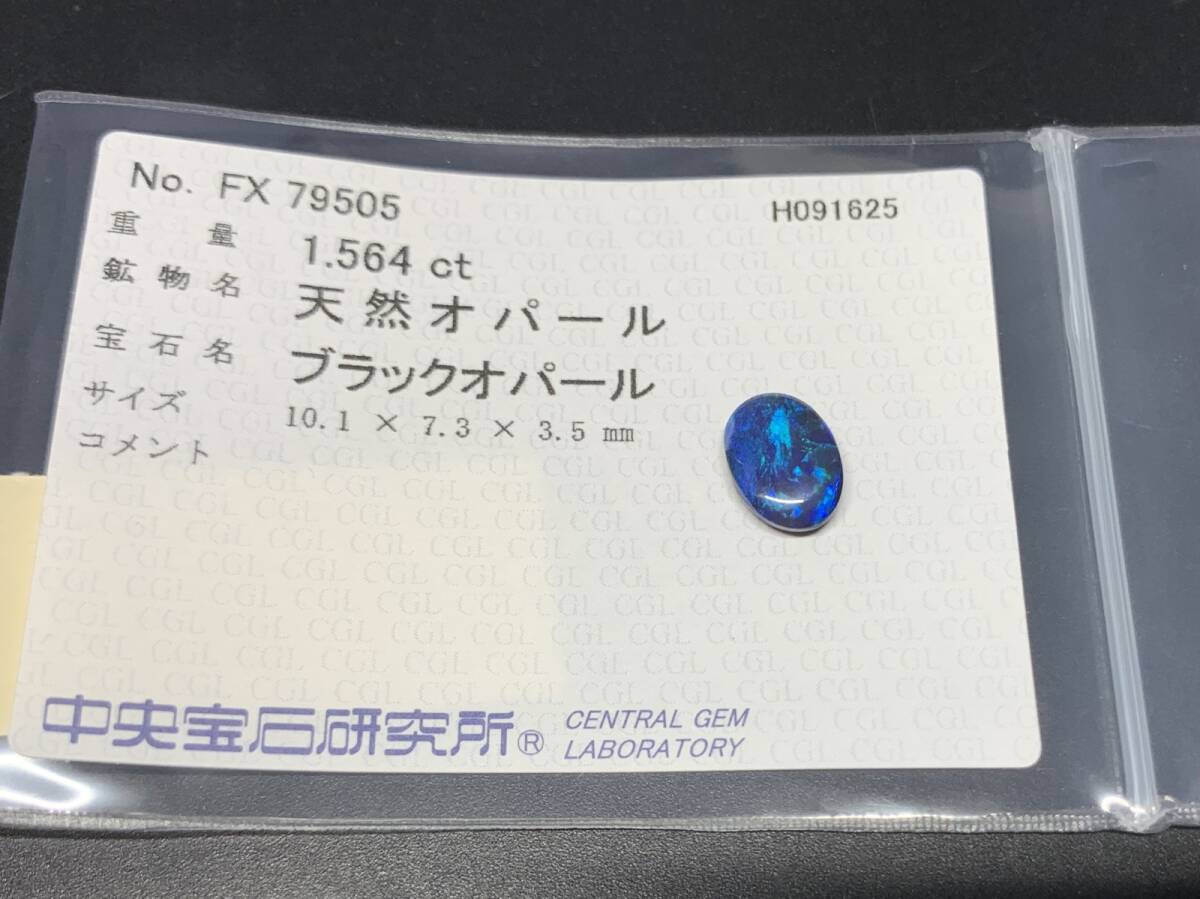 No. FX 79505
H091625
重量 1.564 ct
鉱物名 天然オパール
宝石名 ブラックオパール
サイズ 10.1 × 7.3 × 3.5 mm
コメント
中央宝石研究所® CENTRAL GEM LABORATORY